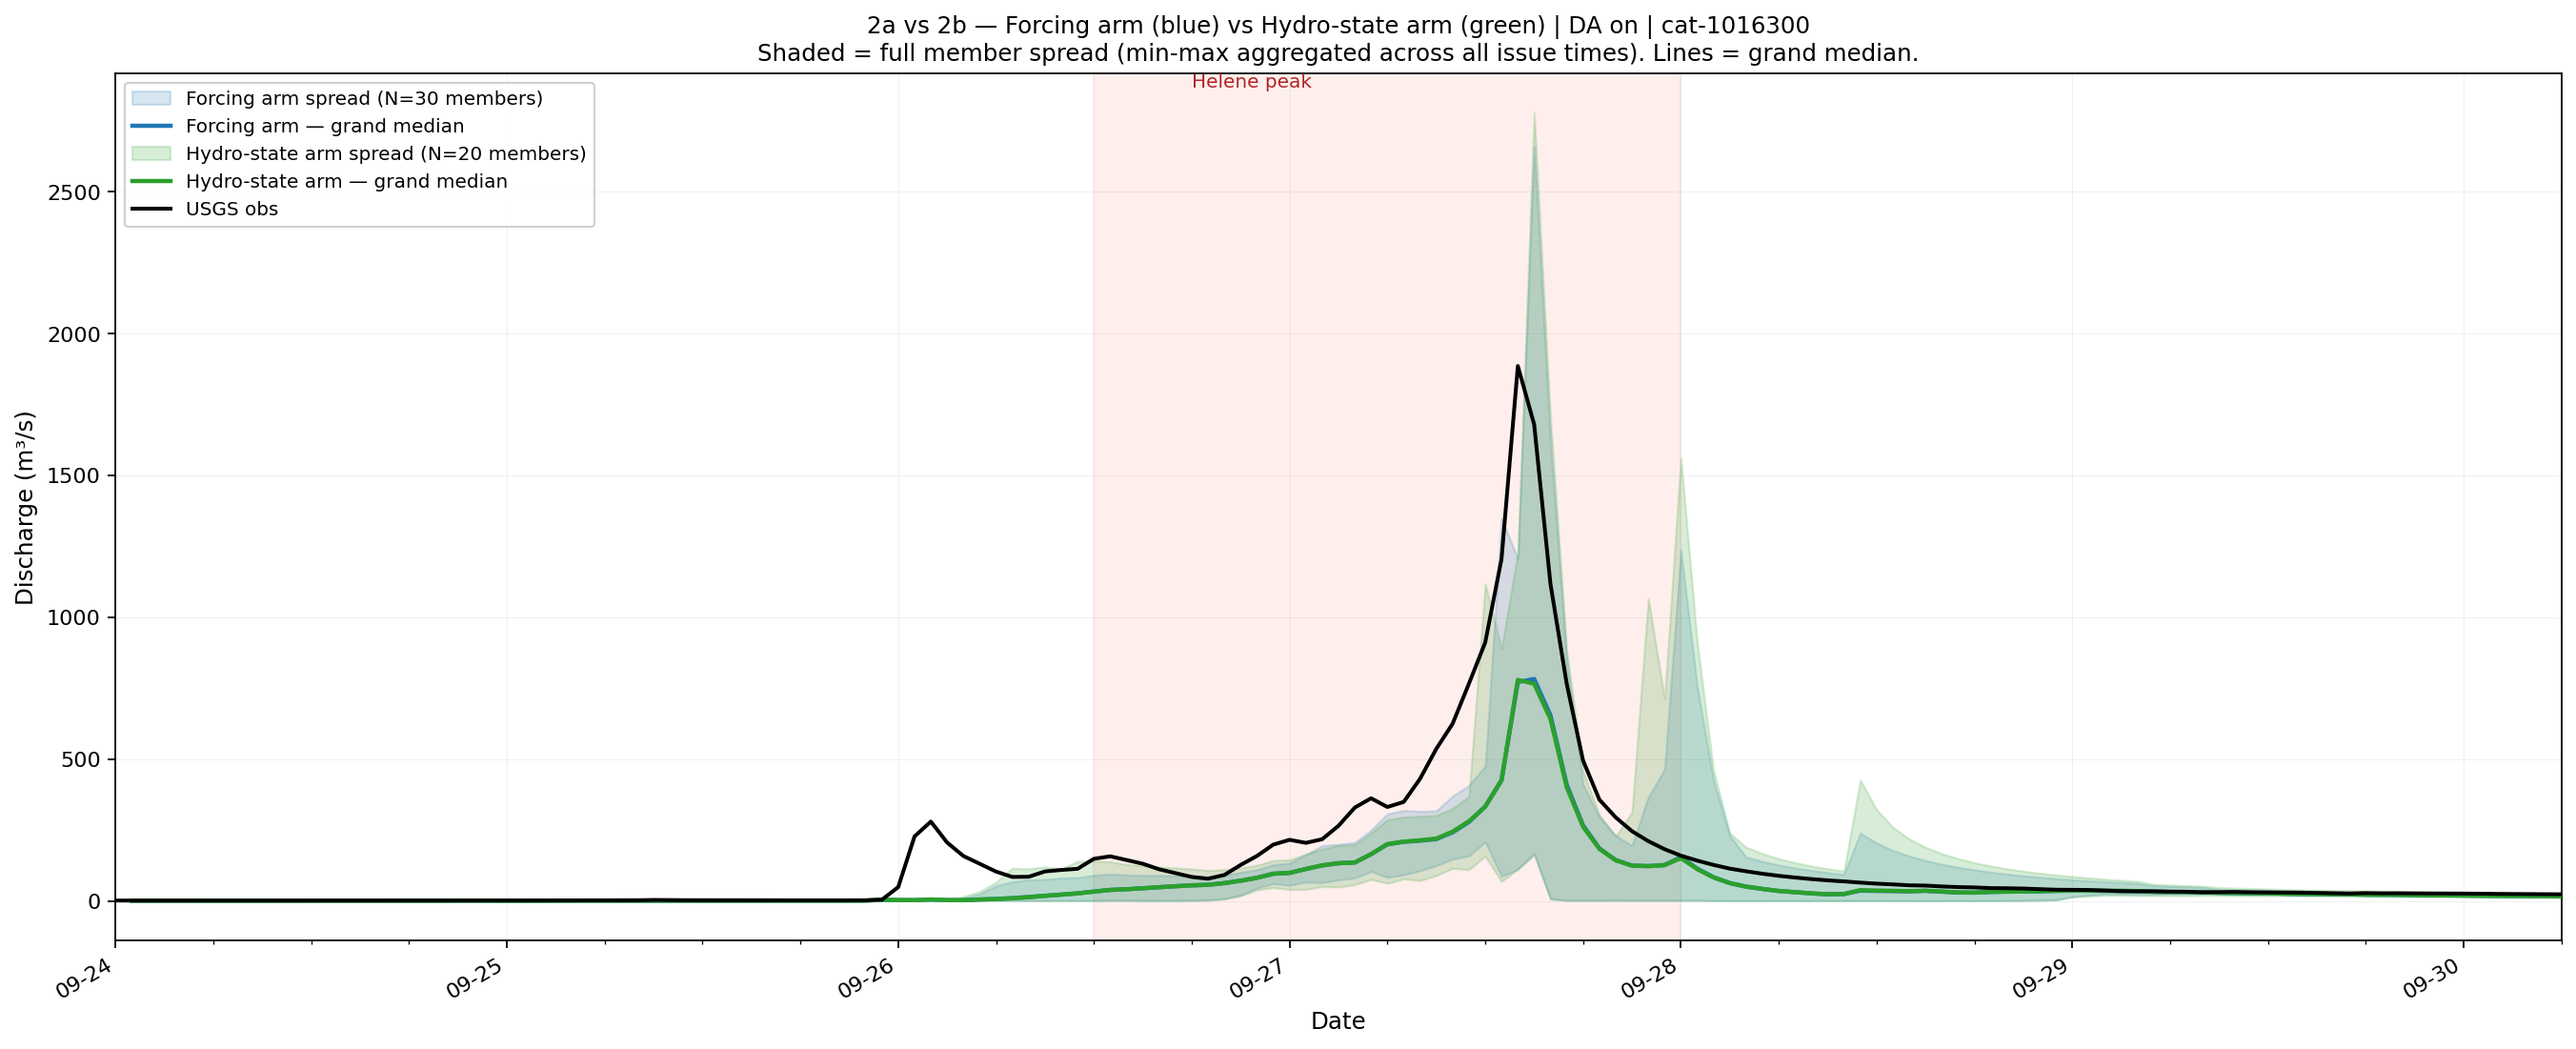 2a vs 2b — Forcing arm (blue) vs Hydro-state arm (green) | DA on | cat-1016300
Shaded = full member spread (min-max aggregated across all issue times). Lines = grand median.
Helene peak
Forcing arm spread (N=30 members)
Forcing arm — grand median
Hydro-state arm spread (N=20 members)
Hydro-state arm — grand median
USGS obs
Discharge (m³/s)
2500
2000
1500
1000
500
0
09-24
09-25
09-26
09-27
09-28
09-29
09-30
Date